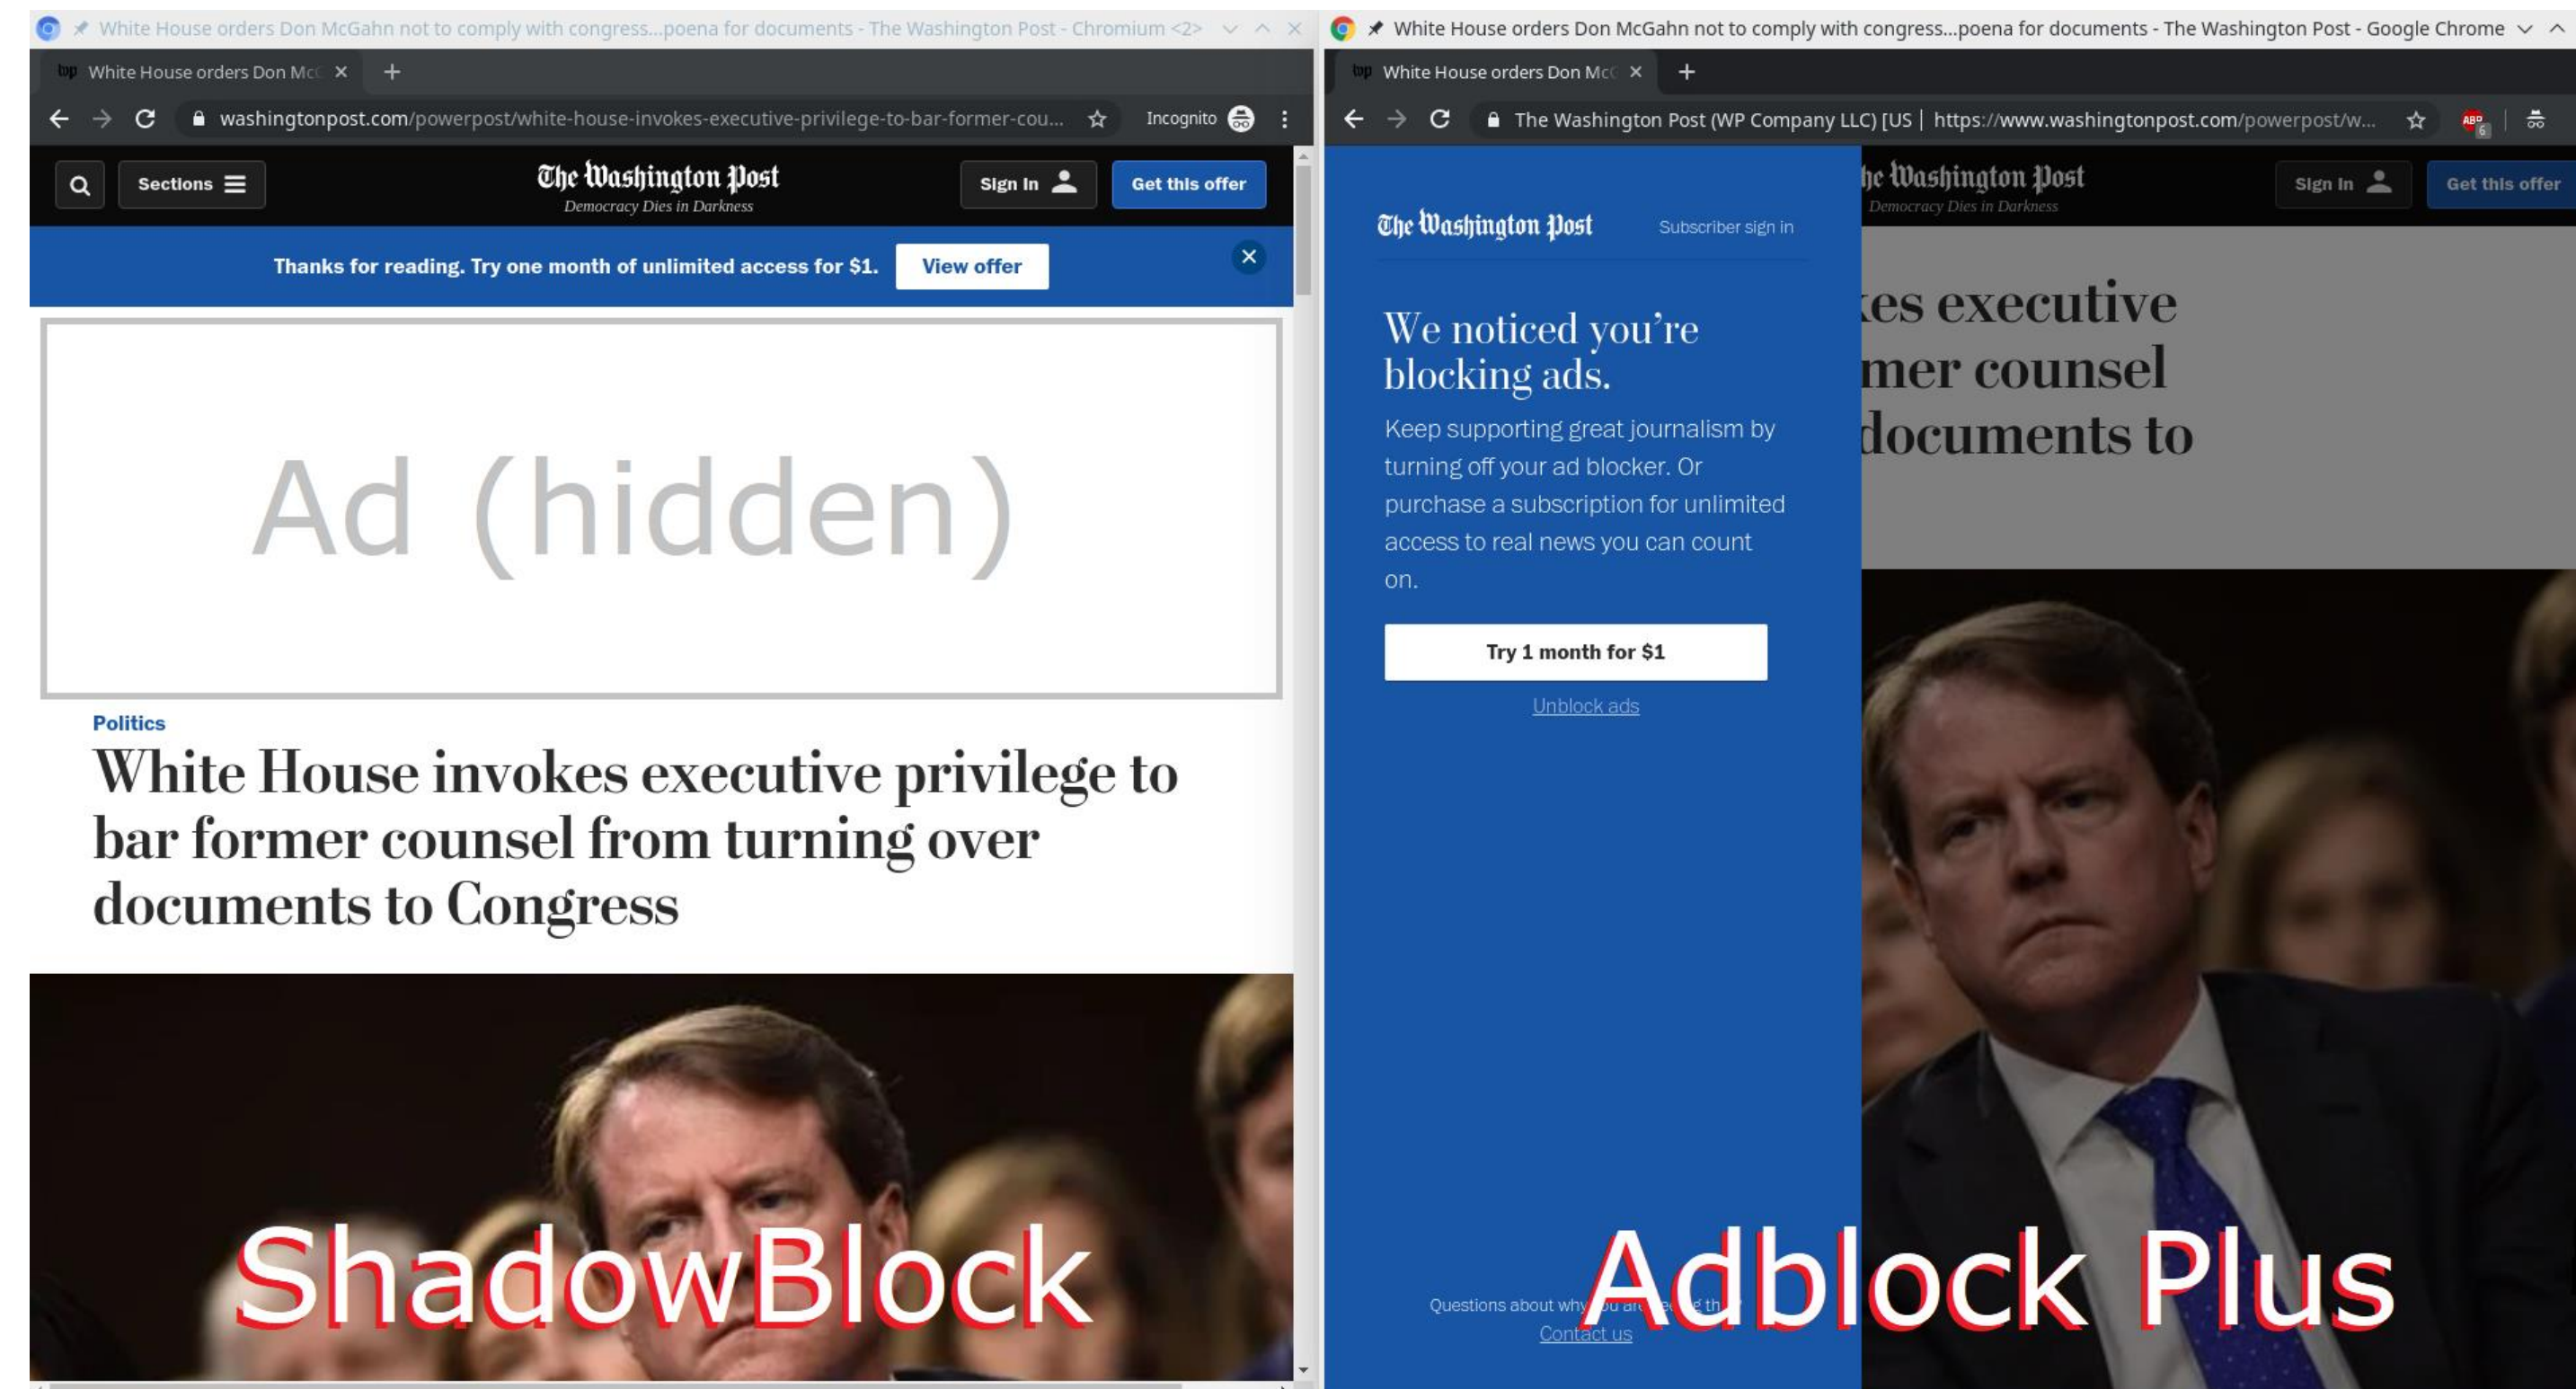 White House orders Don McGahn not to comply with congress...poena for documents - The Washington Post - Chromium <2>
wp White House orders Don McG
washingtonpost.com/powerpost/white-house-invokes-executive-privilege-to-bar-former-cou...
Incognito
Sections
The Washington Post
Democracy Dies in Darkness
Sign In
Get this offer
Thanks for reading. Try one month of unlimited access for $1.
View offer
Ad (hidden)
Politics
White House invokes executive privilege to
bar former counsel from turning over
documents to Congress
ShadowBlock
White House orders Don McGahn not to comply with congress...poena for documents - The Washington Post - Google Chrome
wp White House orders Don McG
The Washington Post (WP Company LLC) [US | https://www.washingtonpost.com/powerpost/w...
ABP
6
The Washington Post
Subscriber sign in
We noticed you’re
blocking ads.
Keep supporting great journalism by
turning off your ad blocker. Or
purchase a subscription for unlimited
access to real news you can count
on.
Try 1 month for $1
Unblock ads
Questions about why
Contact us
he Washington Post
Democracy Dies in Darkness
Sign In
Get this offer
kes executive
mer counsel
documents to
Adblock Plus